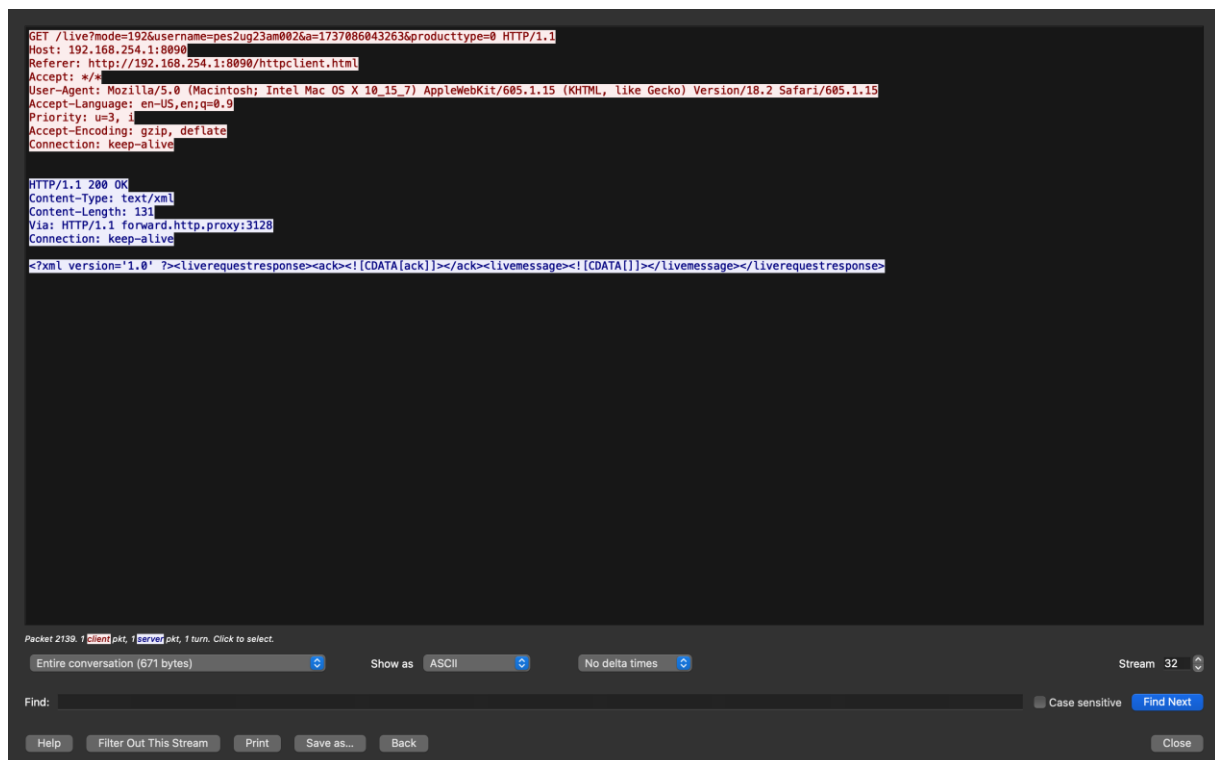 GET /live?mode=192&username=pes2ug23am002&a=1737086043263&producttype=0 HTTP/1.1
Host: 192.168.254.1:8090
Referer: http://192.168.254.1:8090/httpclient.html
Accept: */*
User-Agent: Mozilla/5.0 (Macintosh; Intel Mac OS X 10_15_7) AppleWebKit/605.1.15 (KHTML, like Gecko) Version/18.2 Safari/605.1.15
Accept-Language: en-US,en;q=0.9
Priority: u=3, i
Accept-Encoding: gzip, deflate
Connection: keep-alive
HTTP/1.1 200 OK
Content-Type: text/xml
Content-Length: 131
Via: HTTP/1.1 forward.http.proxy:3128
Connection: keep-alive
<?xml version='1.0' ?><liverequestresponse><ack><![CDATA[ack]]></ack><livemessage><![CDATA[]]></livemessage></liverequestresponse>
Packet 2139. 1 client pkt, 1 server pkt, 1 turn. Click to select.
Entire conversation (671 bytes) Show as ASCII No delta times Stream 32
Find: Case sensitive Find Next
Help Filter Out This Stream Print Save as... Back Close